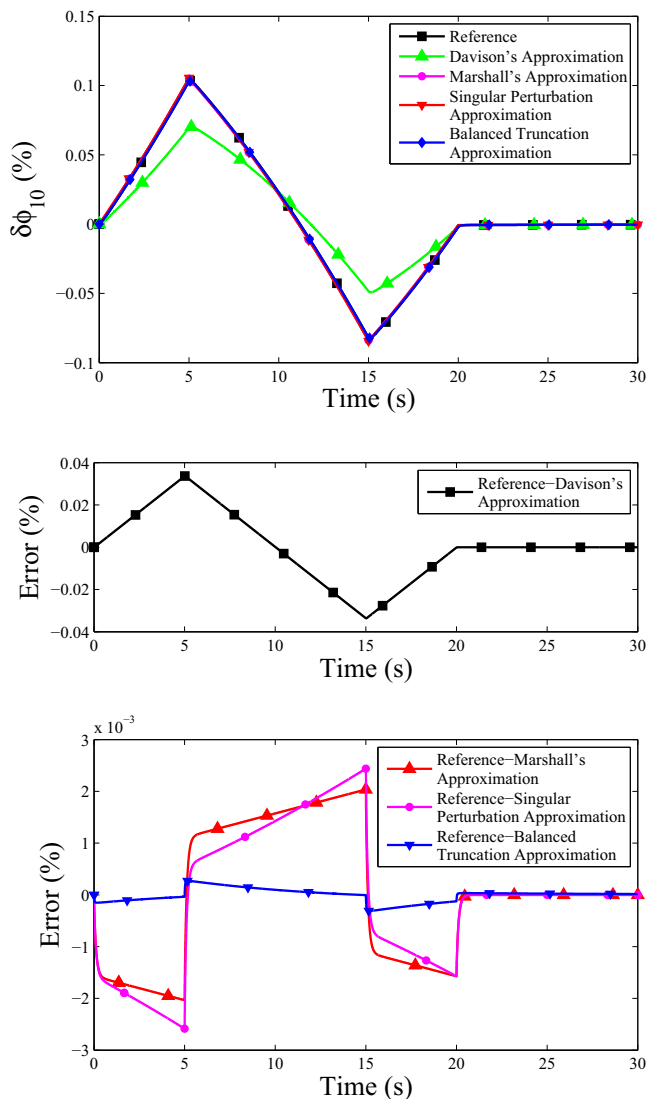 0.15
0.1
0.05
0
−0.05
−0.1
δϕ10 (%)
Reference
Davison's Approximation
Marshall's Approximation
Singular Perturbation
Approximation
Balanced Truncation
Approximation
0 5 10 15 20 25 30
Time (s)
0.04
0.02
0
−0.02
−0.04
Error (%)
Reference−Davison's
Approximation
0 5 10 15 20 25 30
Time (s)
x 10−3
3
2
1
0
−1
−2
−3
Error (%)
Reference−Marshall's
Approximation
Reference−Singular
Perturbation Approximation
Reference−Balanced
Truncation Approximation
0 5 10 15 20 25 30
Time (s)